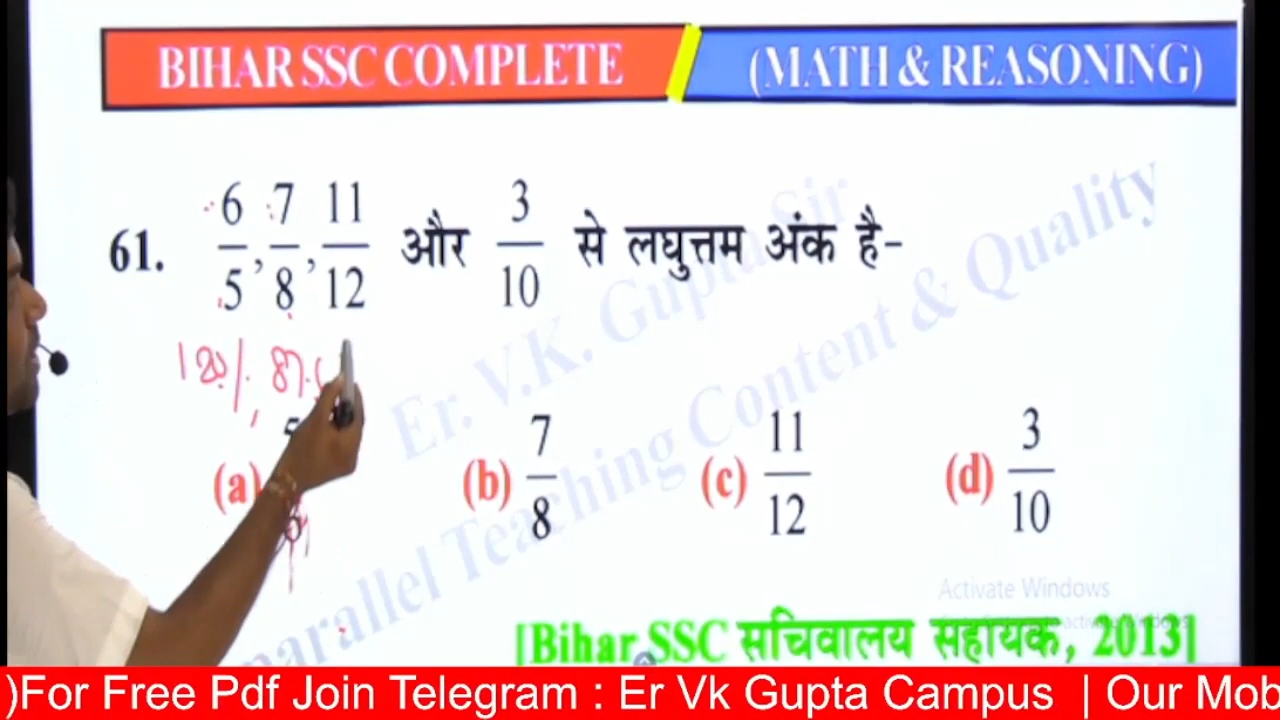 BIHAR SSC COMPLETE (MATH & REASONING)
61. 6/5, 7/8, 11/12 और 3/10 से लघुत्तम अंक है-
120%, 87.
(a) (b) 7/8 (c) 11/12 (d) 3/10
Er. V.K. Gupta Sir
parallel Teaching Content & Quality
Activate Windows
[Bihar SSC सचिवालय सहायक, 2013]
)For Free Pdf Join Telegram : Er Vk Gupta Campus | Our Mob